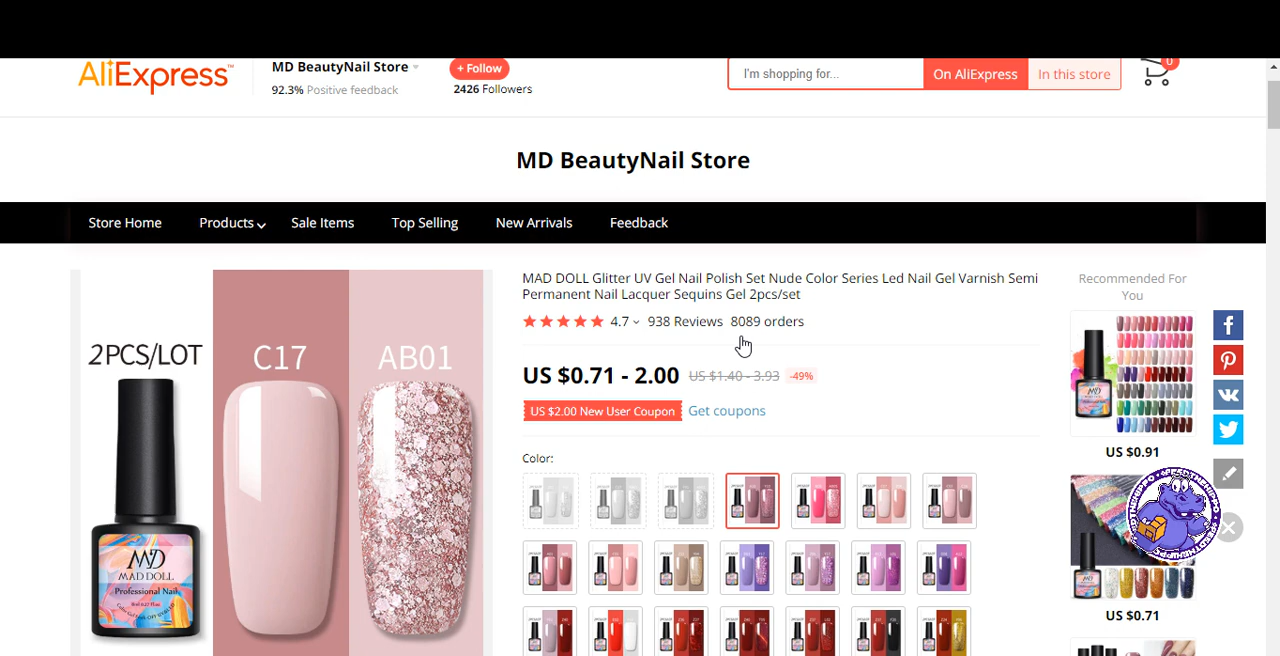 AliExpress™
MD BeautyNail Store
+ Follow
92.3% Positive feedback
2426 Followers
I'm shopping for...
On AliExpress
In this store
0
MD BeautyNail Store
Store Home
Products
Sale Items
Top Selling
New Arrivals
Feedback
2PCS/LOT
C17
AB01
MD
MAD DOLL
Professional Nail
MAD DOLL Glitter UV Gel Nail Polish Set Nude Color Series Led Nail Gel Varnish Semi
Permanent Nail Lacquer Sequins Gel 2pcs/set
4.7
938 Reviews
8089 orders
US $0.71 - 2.00
US $1.40 - 3.93
-49%
US $2.00 New User Coupon
Get coupons
Color:
Recommended For
You
US $0.91
US $0.71